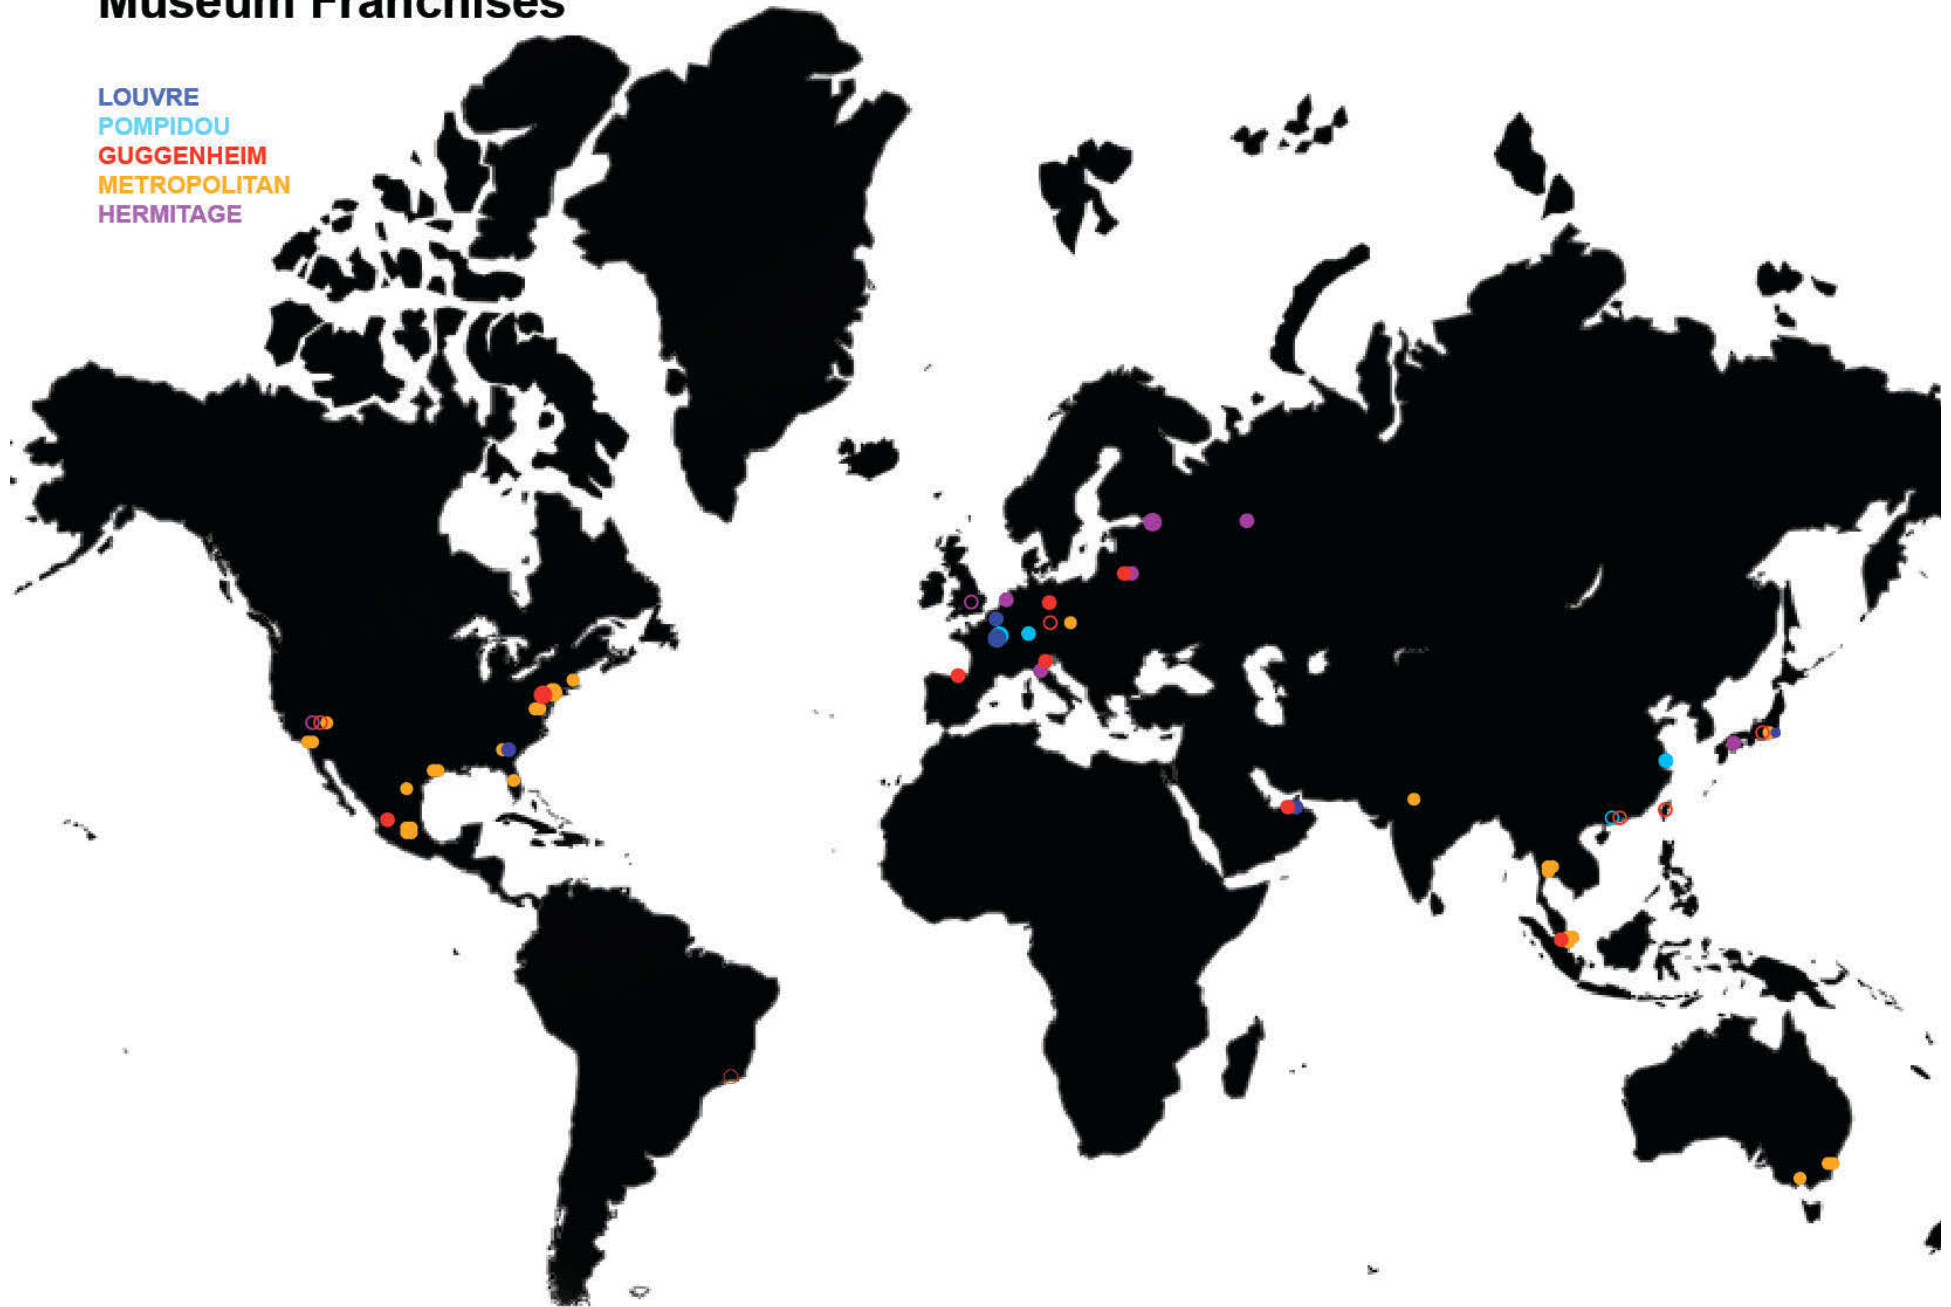 Museum Franchises
LOUVRE
POMPIDOU
GUGGENHEIM
METROPOLITAN
HERMITAGE